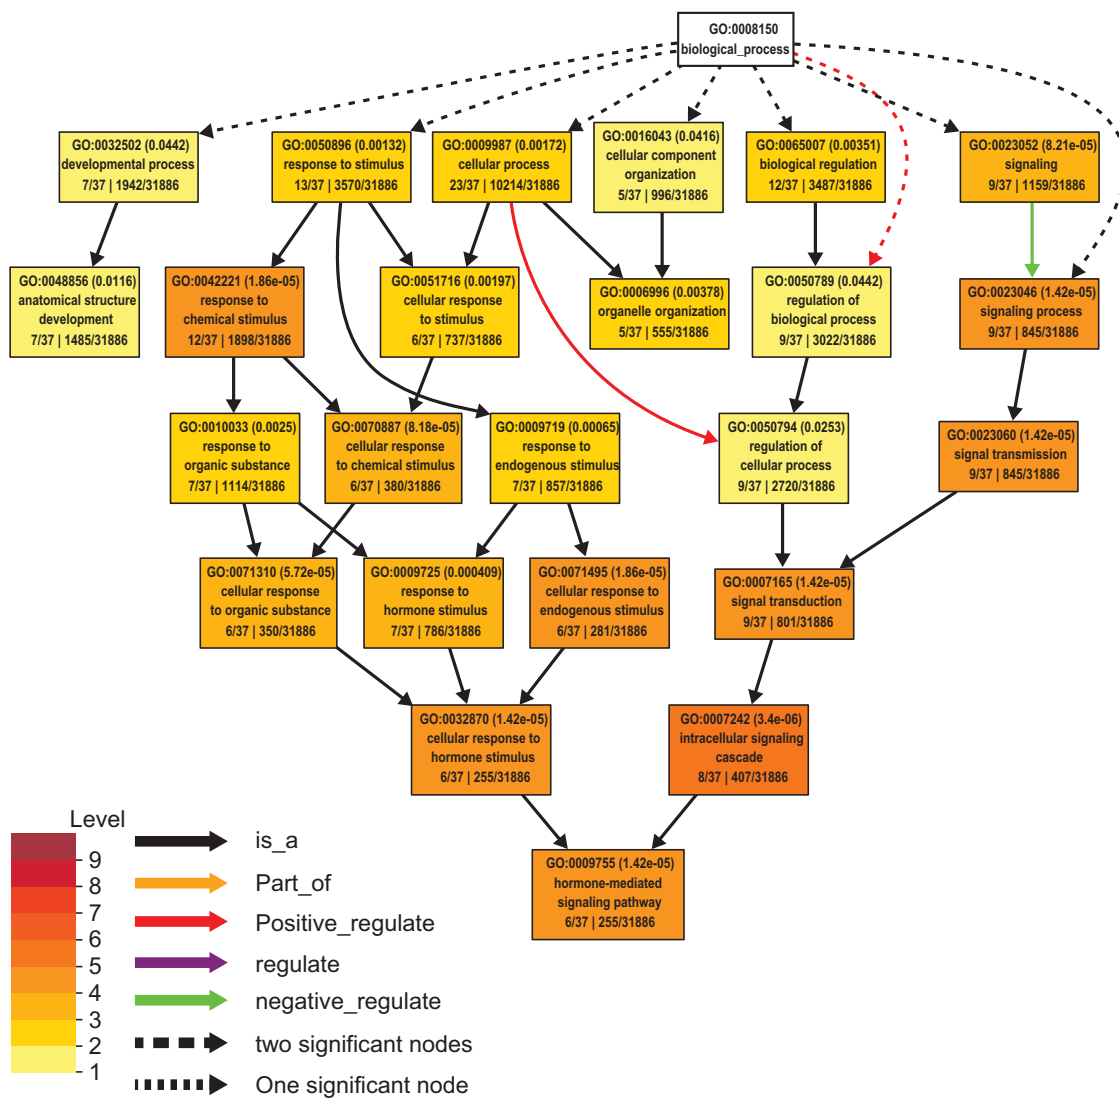 GO:0008150
biological_process
GO:0032502 (0.0442)
developmental process
7/37 | 1942/31886
GO:0050896 (0.00132)
response to stimulus
13/37 | 3570/31886
GO:0009987 (0.00172)
cellular process
23/37 | 10214/31886
GO:0016043 (0.0416)
cellular component
organization
5/37 | 996/31886
GO:0065007 (0.00351)
biological regulation
12/37 | 3487/31886
GO:0023052 (8.21e-05)
signaling
9/37 | 1159/31886
GO:0048856 (0.0116)
anatomical structure
development
7/37 | 1485/31886
GO:0042221 (1.86e-05)
response to
chemical stimulus
12/37 | 1898/31886
GO:0051716 (0.00197)
cellular response
to stimulus
6/37 | 737/31886
GO:0006996 (0.00378)
organelle organization
5/37 | 555/31886
GO:0050789 (0.0442)
regulation of
biological process
9/37 | 3022/31886
GO:0023046 (1.42e-05)
signaling process
9/37 | 845/31886
GO:0010033 (0.0025)
response to
organic substance
7/37 | 1114/31886
GO:0070887 (8.18e-05)
cellular response
to chemical stimulus
6/37 | 380/31886
GO:0009719 (0.00065)
response to
endogenous stimulus
7/37 | 857/31886
GO:0050794 (0.0253)
regulation of
cellular process
9/37 | 2720/31886
GO:0023060 (1.42e-05)
signal transmission
9/37 | 845/31886
GO:0071310 (5.72e-05)
cellular response
to organic substance
6/37 | 350/31886
GO:0009725 (0.000409)
response to
hormone stimulus
7/37 | 786/31886
GO:0071495 (1.86e-05)
cellular response to
endogenous stimulus
6/37 | 281/31886
GO:0007165 (1.42e-05)
signal transduction
9/37 | 801/31886
GO:0032870 (1.42e-05)
cellular response to
hormone stimulus
6/37 | 255/31886
GO:0007242 (3.4e-06)
intracellular signaling
cascade
8/37 | 407/31886
GO:0009755 (1.42e-05)
hormone-mediated
signaling pathway
6/37 | 255/31886
Level
9
8
7
6
5
4
3
2
1
is_a
Part_of
Positive_regulate
regulate
negative_regulate
two significant nodes
One significant node